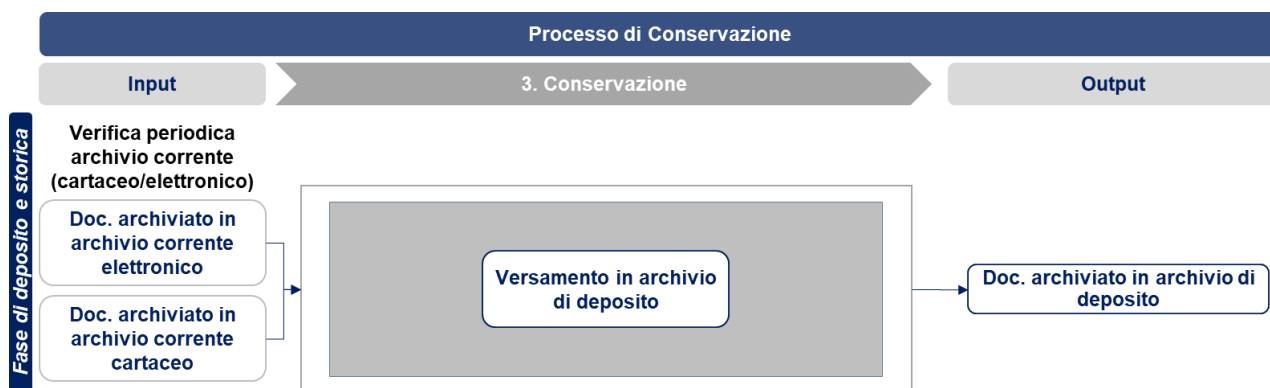 Processo di Conservazione
Input
3. Conservazione
Output
Fase di deposito e storica
Verifica periodica
archivio corrente
(cartaceo/elettronico)
Doc. archiviato in
archivio corrente
elettronico
Doc. archiviato in
archivio corrente
cartaceo
Versamento in archivio
di deposito
Doc. archiviato in archivio di
deposito